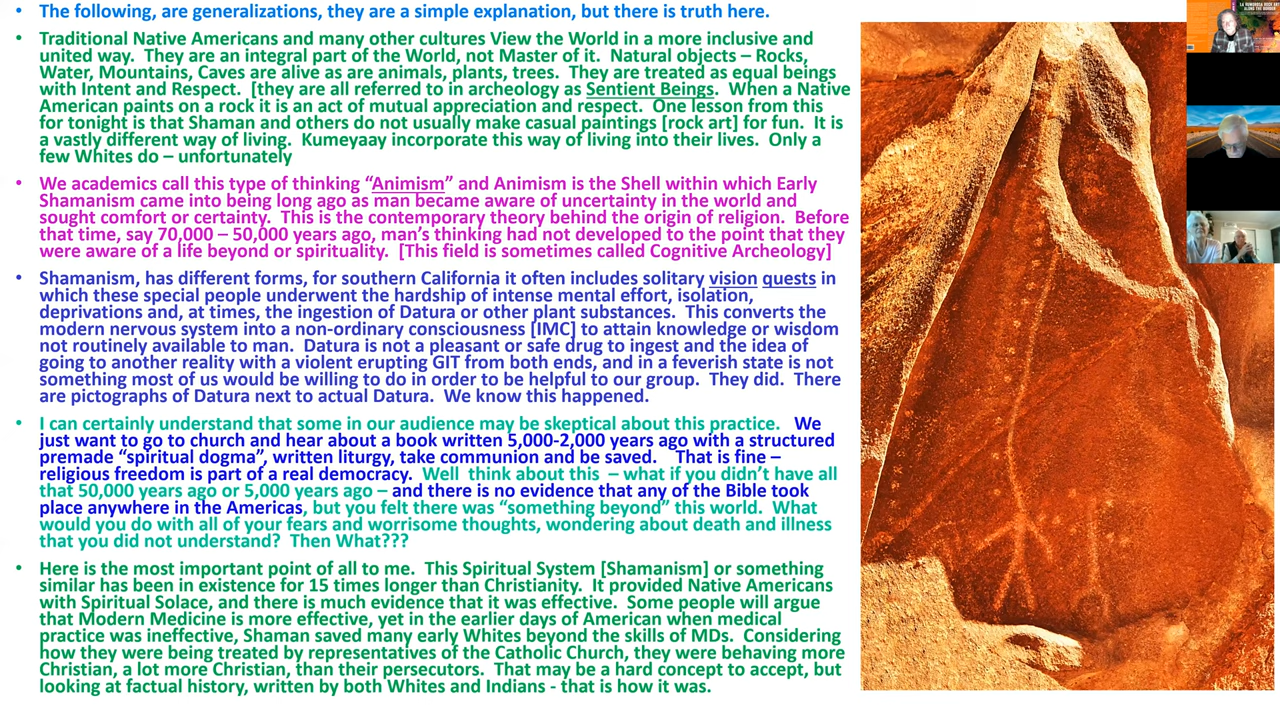 • The following, are generalizations, they are a simple explanation, but there is truth here.
• Traditional Native Americans and many other cultures View the World in a more inclusive and
united way. They are an integral part of the World, not Master of it. Natural objects – Rocks,
Water, Mountains, Caves are alive as are animals, plants, trees. They are treated as equal beings
with Intent and Respect. [they are all referred to in archeology as Sentient Beings. When a Native
American paints on a rock it is an act of mutual appreciation and respect. One lesson from this
for tonight is that Shaman and others do not usually make casual paintings [rock art] for fun. It is
a vastly different way of living. Kumeyaay incorporate this way of living into their lives. Only a
few Whites do – unfortunately
• We academics call this type of thinking “Animism” and Animism is the Shell within which Early
Shamanism came into being long ago as man became aware of uncertainty in the world and
sought comfort or certainty. This is the contemporary theory behind the origin of religion. Before
that time, say 70,000 – 50,000 years ago, man’s thinking had not developed to the point that they
were aware of a life beyond or spirituality. [This field is sometimes called Cognitive Archeology]
• Shamanism, has different forms, for southern California it often includes solitary vision quests in
which these special people underwent the hardship of intense mental effort, isolation,
deprivations and, at times, the ingestion of Datura or other plant substances. This converts the
modern nervous system into a non-ordinary consciousness [IMC] to attain knowledge or wisdom
not routinely available to man. Datura is not a pleasant or safe drug to ingest and the idea of
going to another reality with a violent erupting GIT from both ends, and in a feverish state is not
something most of us would be willing to do in order to be helpful to our group. They did. There
are pictographs of Datura next to actual Datura. We know this happened.
• I can certainly understand that some in our audience may be skeptical about this practice. We
just want to go to church and hear about a book written 5,000-2,000 years ago with a structured
premade “spiritual dogma”, written liturgy, take communion and be saved. That is fine –
religious freedom is part of a real democracy. Well think about this – what if you didn’t have all
that 50,000 years ago or 5,000 years ago – and there is no evidence that any of the Bible took
place anywhere in the Americas, but you felt there was “something beyond” this world. What
would you do with all of your fears and worrisome thoughts, wondering about death and illness
that you did not understand? Then What???
• Here is the most important point of all to me. This Spiritual System [Shamanism] or something
similar has been in existence for 15 times longer than Christianity. It provided Native Americans
with Spiritual Solace, and there is much evidence that it was effective. Some people will argue
that Modern Medicine is more effective, yet in the earlier days of American when medical
practice was ineffective, Shaman saved many early Whites beyond the skills of MDs. Considering
how they were being treated by representatives of the Catholic Church, they were behaving more
Christian, a lot more Christian, than their persecutors. That may be a hard concept to accept, but
looking at factual history, written by both Whites and Indians - that is how it was.